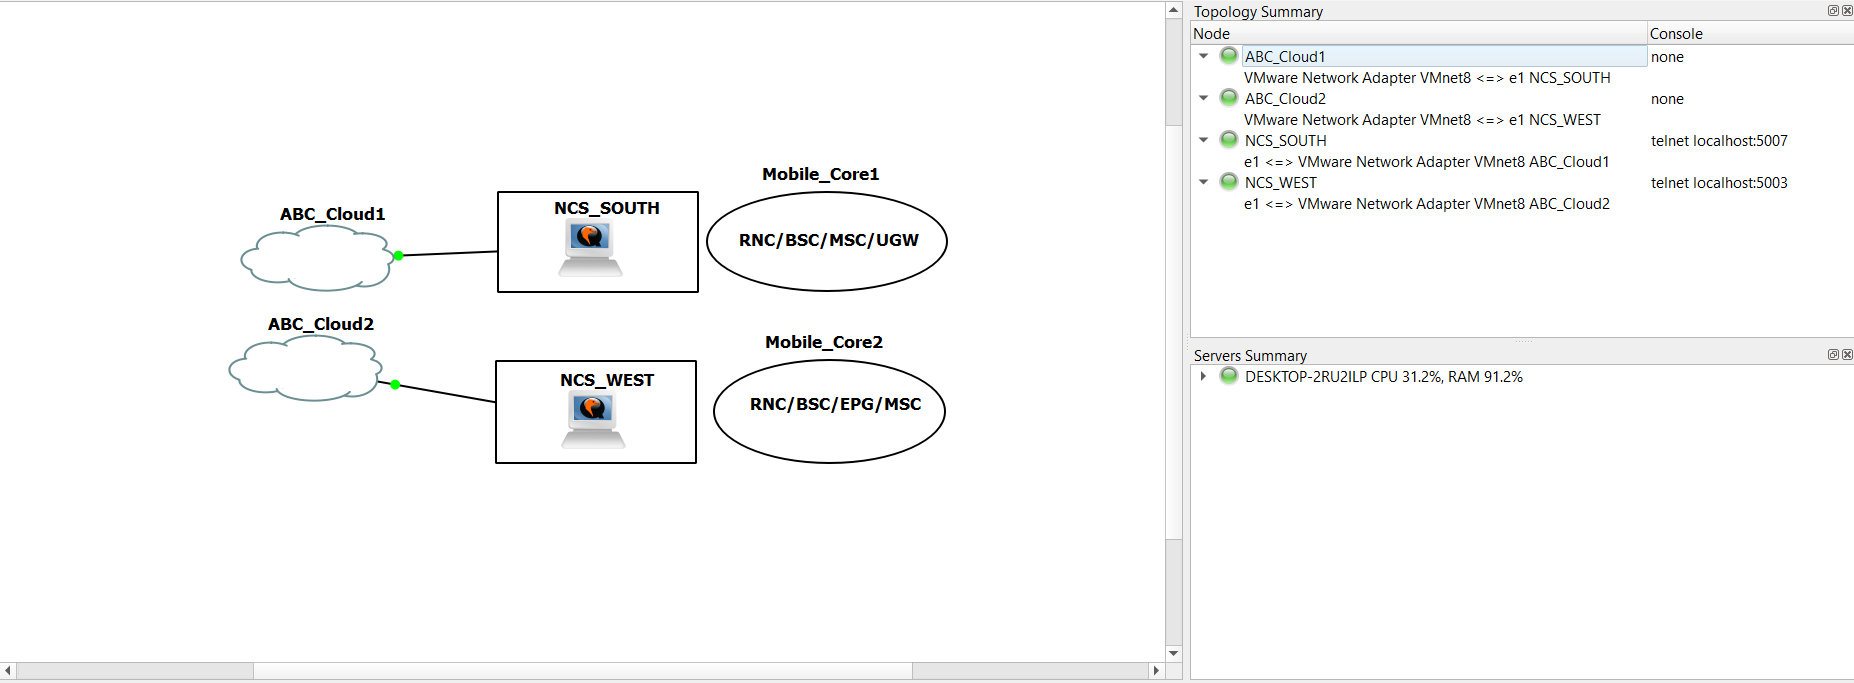 ABC_Cloud1
NCS_SOUTH
Mobile_Core1
RNC/BSC/MSC/UGW
ABC_Cloud2
NCS_WEST
Mobile_Core2
RNC/BSC/EPG/MSC
Topology Summary
Node Console
ABC_Cloud1 none
VMware Network Adapter VMnet8 <=> e1 NCS_SOUTH
ABC_Cloud2 none
VMware Network Adapter VMnet8 <=> e1 NCS_WEST
NCS_SOUTH telnet localhost:5007
e1 <=> VMware Network Adapter VMnet8 ABC_Cloud1
NCS_WEST telnet localhost:5003
e1 <=> VMware Network Adapter VMnet8 ABC_Cloud2
Servers Summary
DESKTOP-2RU2ILP CPU 31.2%, RAM 91.2%